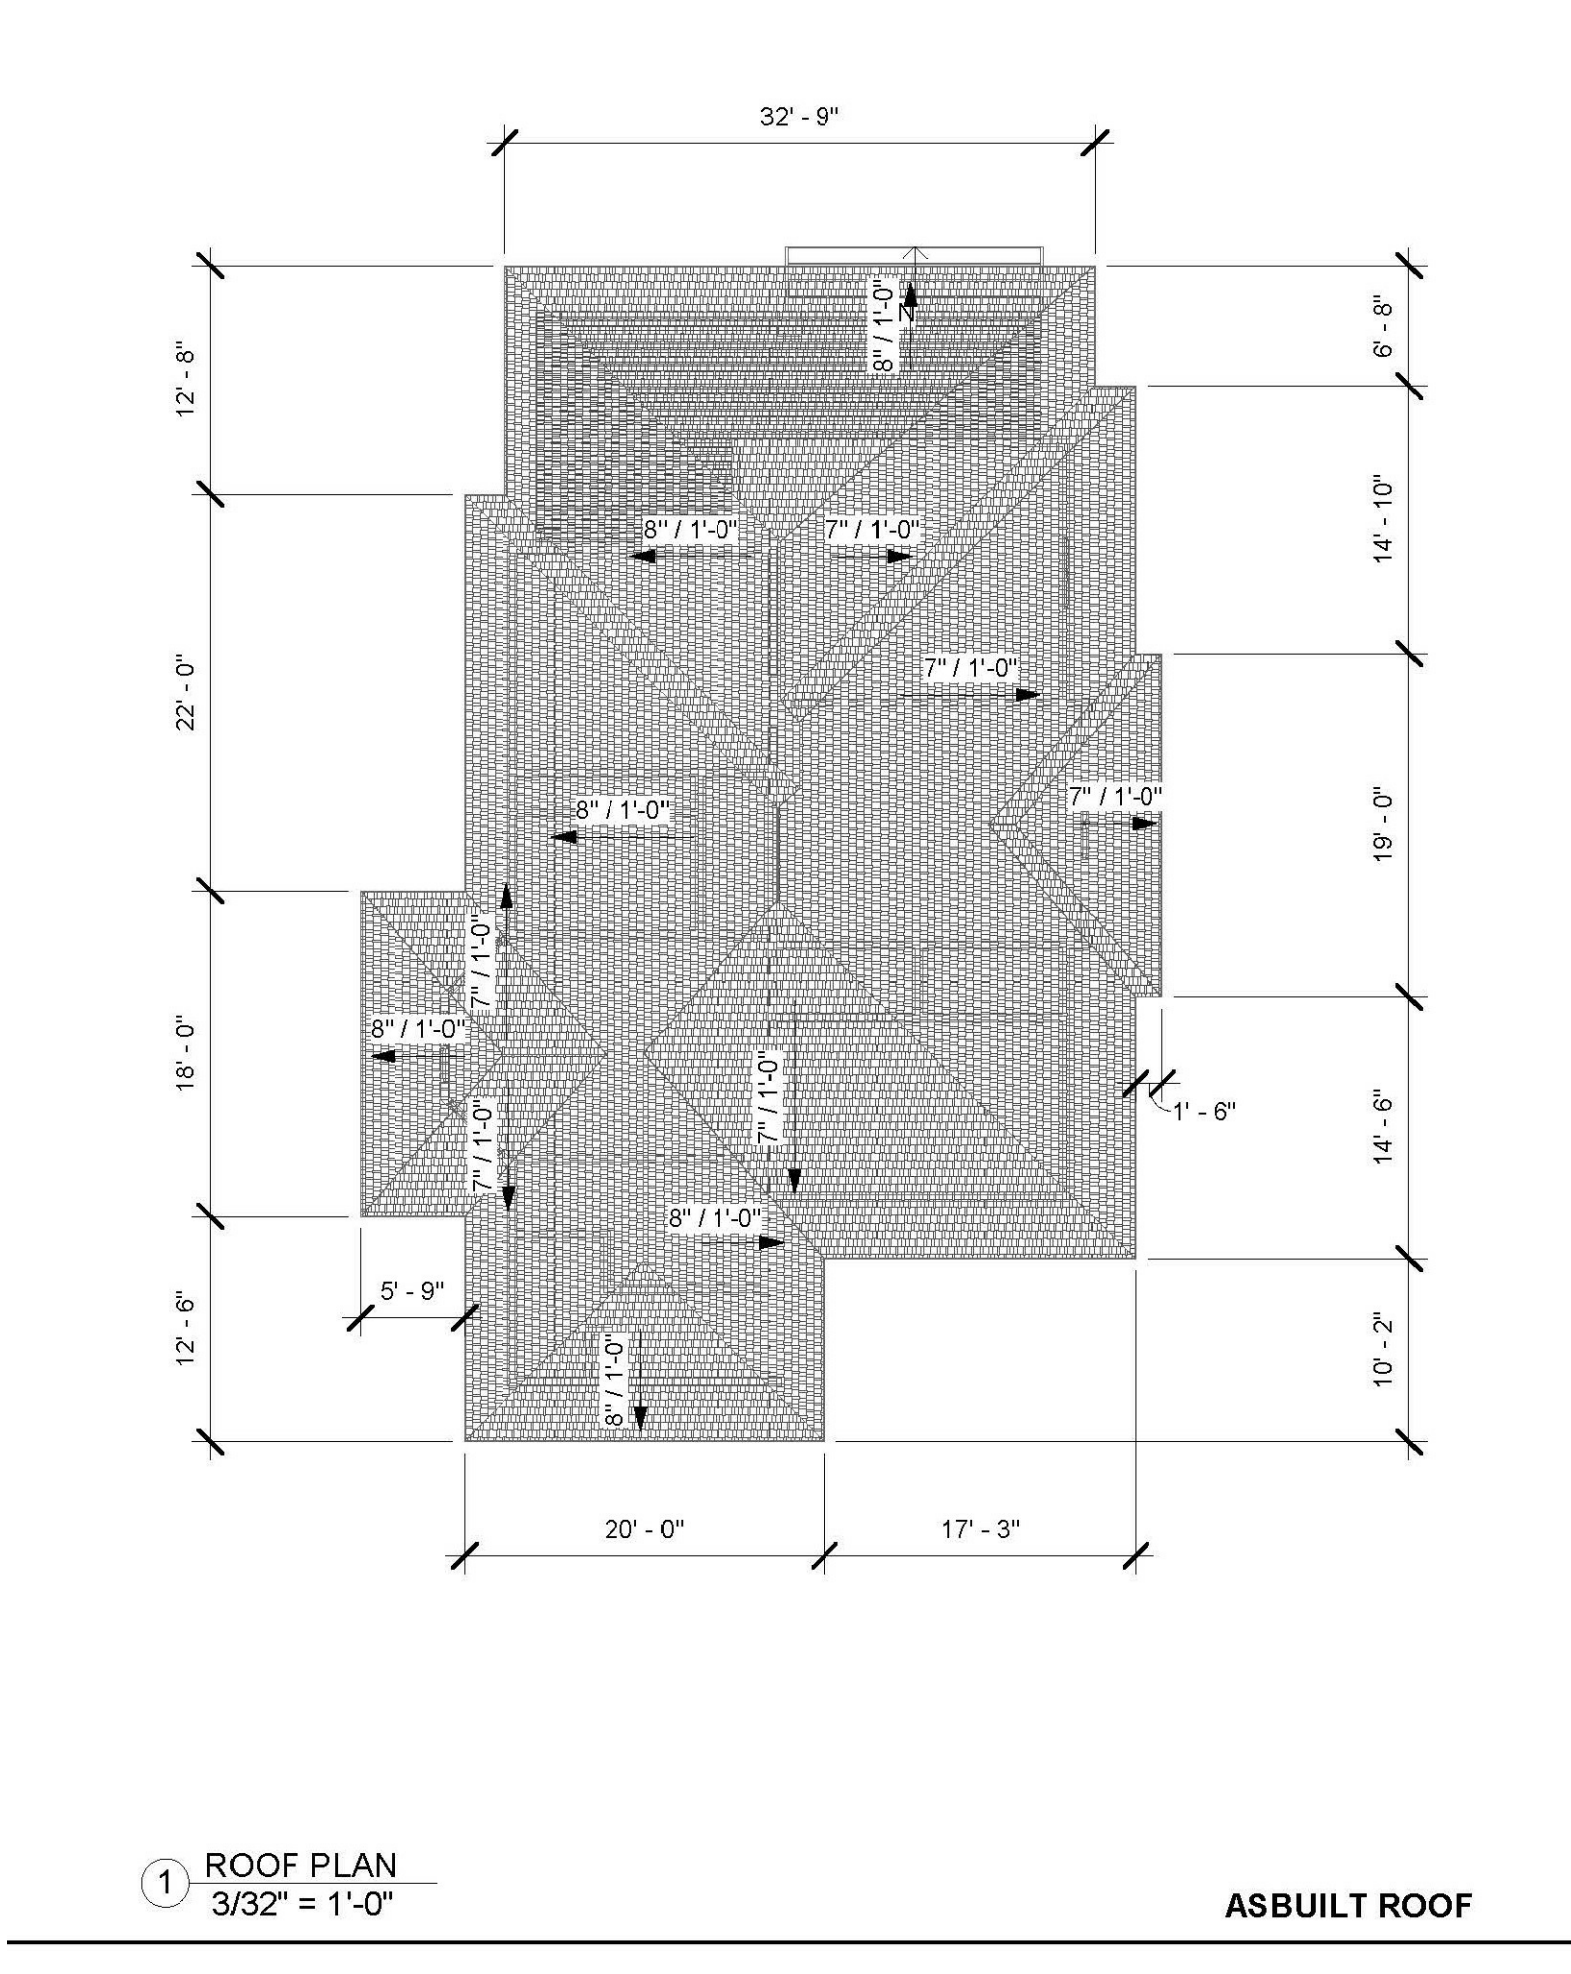 32' - 9"
12' - 8"
6' - 8"
8" / 1'-0"
N
8" / 1'-0"
7" / 1'-0"
14' - 10"
22' - 0"
7" / 1'-0"
8" / 1'-0"
7" / 1'-0"
19' - 0"
7" / 1'-0"
18' - 0"
8" / 1'-0"
7" / 1'-0"
7" / 1'-0"
1' - 6"
14' - 6"
8" / 1'-0"
5' - 9"
12' - 6"
8" / 1'-0"
10' - 2"
20' - 0"
17' - 3"
1
ROOF PLAN
3/32" = 1'-0"
ASBUILT ROOF